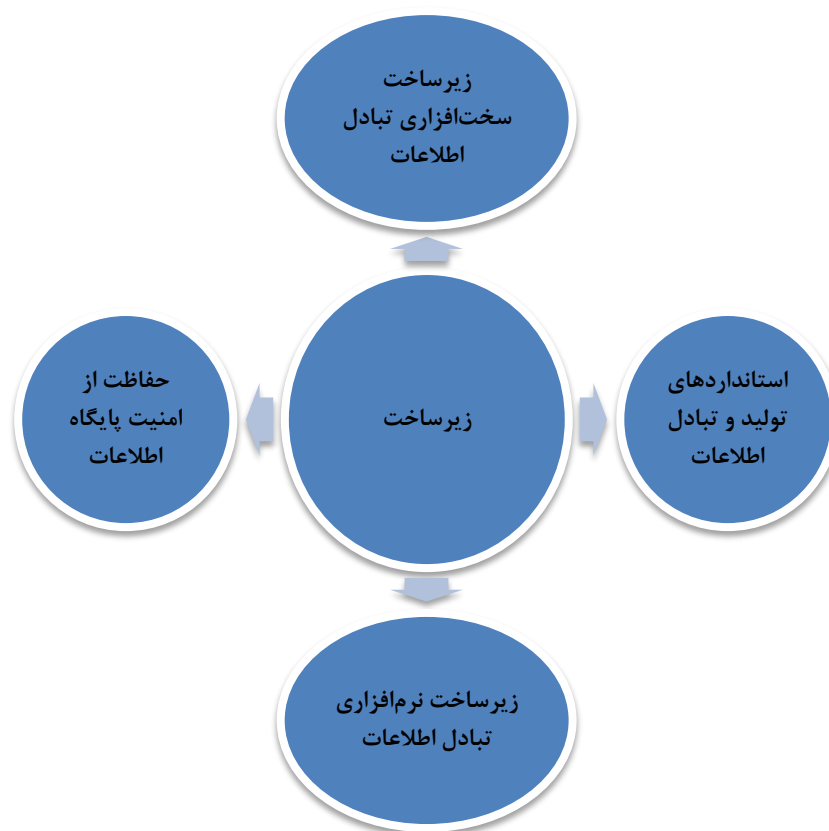 زیرساخت
سخت‌افزاری تبادل
اطلاعات
استانداردهای
تولید و تبادل
اطلاعات
زیرساخت
حفاظت از
امنیت پایگاه
اطلاعات
زیرساخت نرم‌افزاری
تبادل اطلاعات